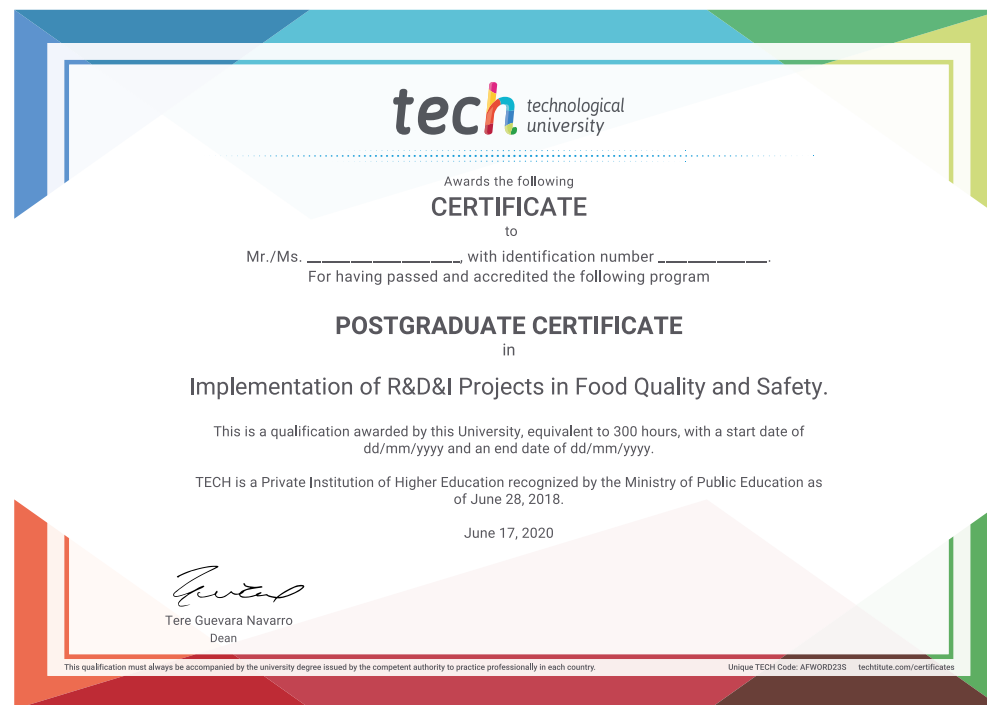 tech technological
university
Awards the following
CERTIFICATE
to
Mr./Ms. ____________________, with identification number ______________.
For having passed and accredited the following program
POSTGRADUATE CERTIFICATE
in
Implementation of R&D&I Projects in Food Quality and Safety.
This is a qualification awarded by this University, equivalent to 300 hours, with a start date of
dd/mm/yyyy and an end date of dd/mm/yyyy.
TECH is a Private Institution of Higher Education recognized by the Ministry of Public Education as
of June 28, 2018.
June 17, 2020
Tere Guevara Navarro
Dean
This qualification must always be accompanied by the university degree issued by the competent authority to practice professionally in each country.
Unique TECH Code: AFWORD23S techtitute.com/certificates